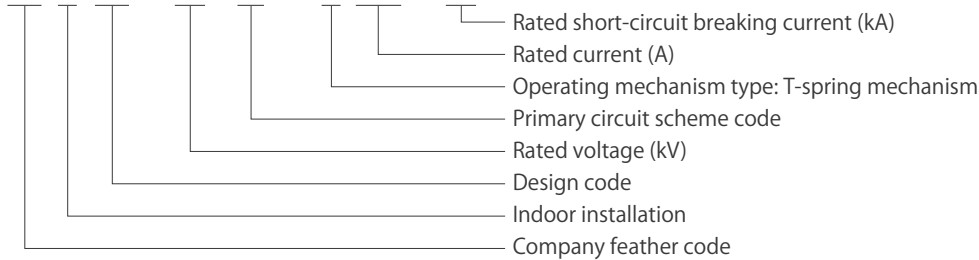 Rated short-circuit breaking current (kA)
Rated current (A)
Operating mechanism type: T-spring mechanism
Primary circuit scheme code
Rated voltage (kV)
Design code
Indoor installation
Company feather code